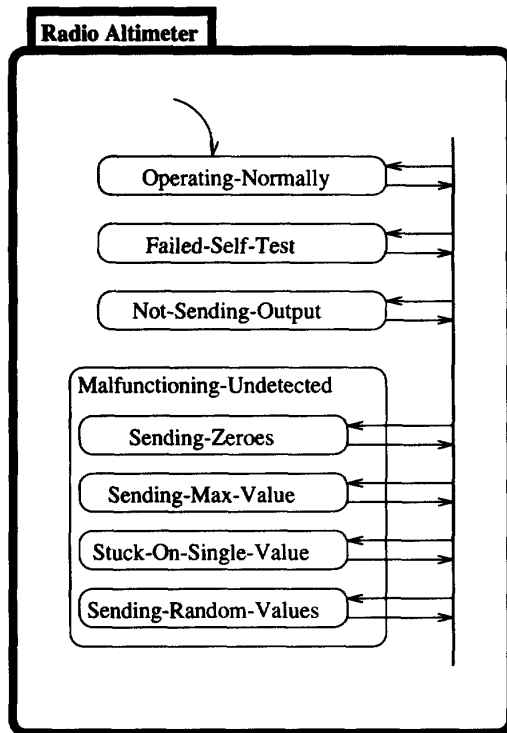 Radio Altimeter
Operating-Normally
Failed-Self-Test
Not-Sending-Output
Malfunctioning-Undetected
Sending-Zeroes
Sending-Max-Value
Stuck-On-Single-Value
Sending-Random-Values